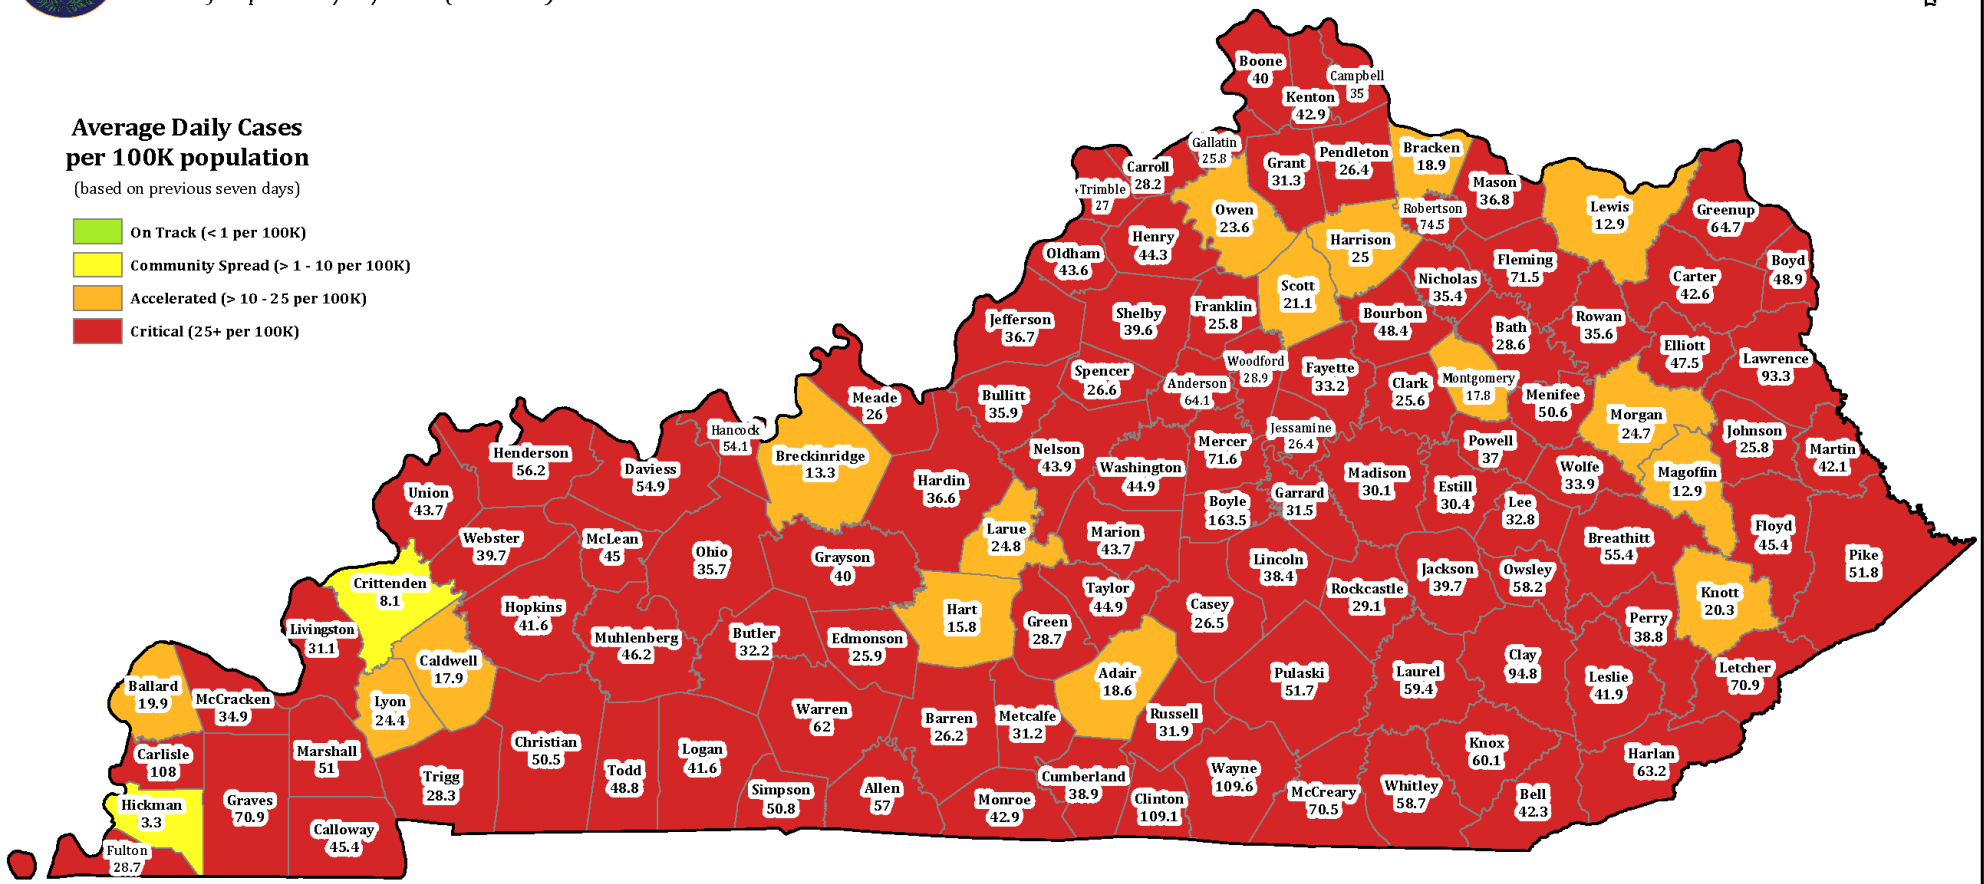 Average Daily Cases
per 100K population
(based on previous seven days)
On Track (< 1 per 100K)
Community Spread (> 1 - 10 per 100K)
Accelerated (> 10 - 25 per 100K)
Critical (25+ per 100K)
Boone
40
Campbell
35
Kenton
42.9
Gallatin
25.8
Grant
31.3
Pendleton
26.4
Bracken
18.9
Carroll
28.2
Trimble
27
Mason
36.8
Robertson
74.5
Lewis
12.9
Greenup
64.7
Owen
23.6
Henry
44.3
Harrison
25
Oldham
43.6
Fleming
71.5
Boyd
48.9
Carter
42.6
Nicholas
35.4
Scott
21.1
Jefferson
36.7
Shelby
39.6
Franklin
25.8
Bourbon
48.4
Rowan
35.6
Bath
28.6
Elliott
47.5
Lawrence
93.3
Woodford
28.9
Fayette
33.2
Spencer
26.6
Anderson
64.1
Clark
25.6
Montgomery
17.8
Menifee
50.6
Meade
26
Bullitt
35.9
Morgan
24.7
Johnson
25.8
Martin
42.1
Hancock
54.1
Jessamine
26.4
Mercer
71.6
Powell
37
Henderson
56.2
Daviess
54.9
Breckinridge
13.3
Nelson
43.9
Washington
44.9
Madison
30.1
Wolfe
33.9
Magoffin
12.9
Hardin
36.6
Union
43.7
Boyle
163.5
Garrard
31.5
Estill
30.4
Lee
32.8
Webster
39.7
McLean
45
Ohio
35.7
Larue
24.8
Marion
43.7
Floyd
45.4
Breathitt
55.4
Grayson
40
Pike
51.8
Lincoln
38.4
Jackson
39.7
Owsley
58.2
Crittenden
8.1
Taylor
44.9
Rockcastle
29.1
Knott
20.3
Hopkins
41.6
Hart
15.8
Green
28.7
Casey
26.5
Perry
38.8
Livingston
31.1
Muhlenberg
46.2
Butler
32.2
Edmonson
25.9
Caldwell
17.9
Clay
94.8
Ballard
19.9
McCracken
34.9
Lyon
24.4
Adair
18.6
Pulaski
51.7
Laurel
59.4
Leslie
41.9
Letcher
70.9
Warren
62
Barren
26.2
Metcalfe
31.2
Russell
31.9
Carlisle
108
Marshall
51
Christian
50.5
Logan
41.6
Knox
60.1
Harlan
63.2
Trigg
28.3
Todd
48.8
Simpson
50.8
Allen
57
Cumberland
38.9
Wayne
109.6
Monroe
42.9
Clinton
109.1
McCreary
70.5
Whitley
58.7
Bell
42.3
Hickman
3.3
Graves
70.9
Calloway
45.4
Fulton
28.7